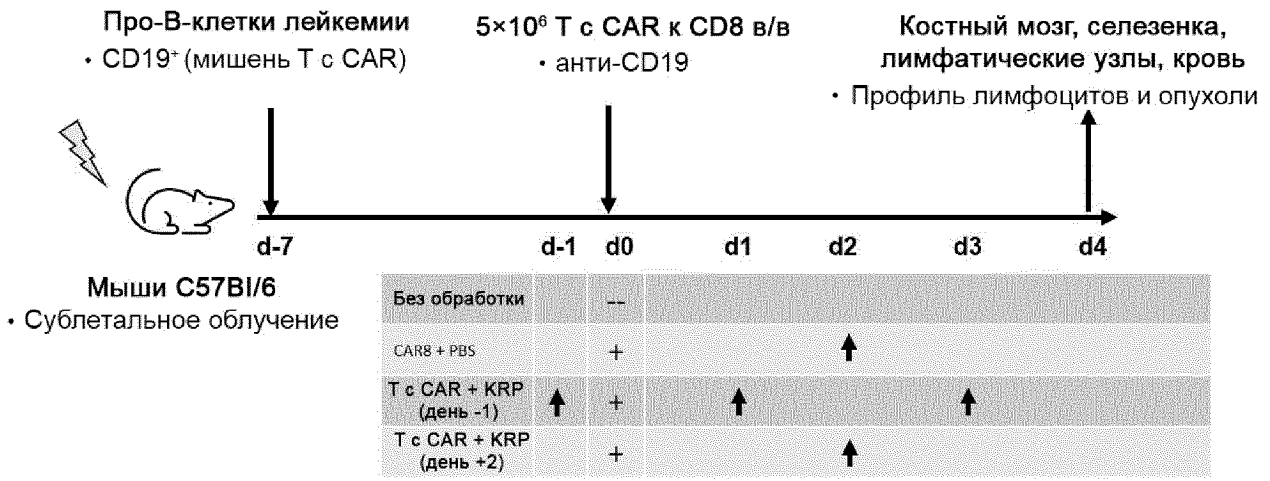 Про-В-клетки лейкемии
• CD19⁺ (мишень Т с CAR)
5×10⁶ Т с CAR к CD8 в/в
• анти-CD19
Костный мозг, селезенка,
лимфатические узлы, кровь
• Профиль лимфоцитов и опухоли
d-7
d-1
d0
d1
d2
d3
d4
Мыши C57Bl/6
• Сублетальное облучение
Без обработки
--
CAR8 + PBS
+
Т с CAR + KRP
(день -1)
+
Т с CAR + KRP
(день +2)
+